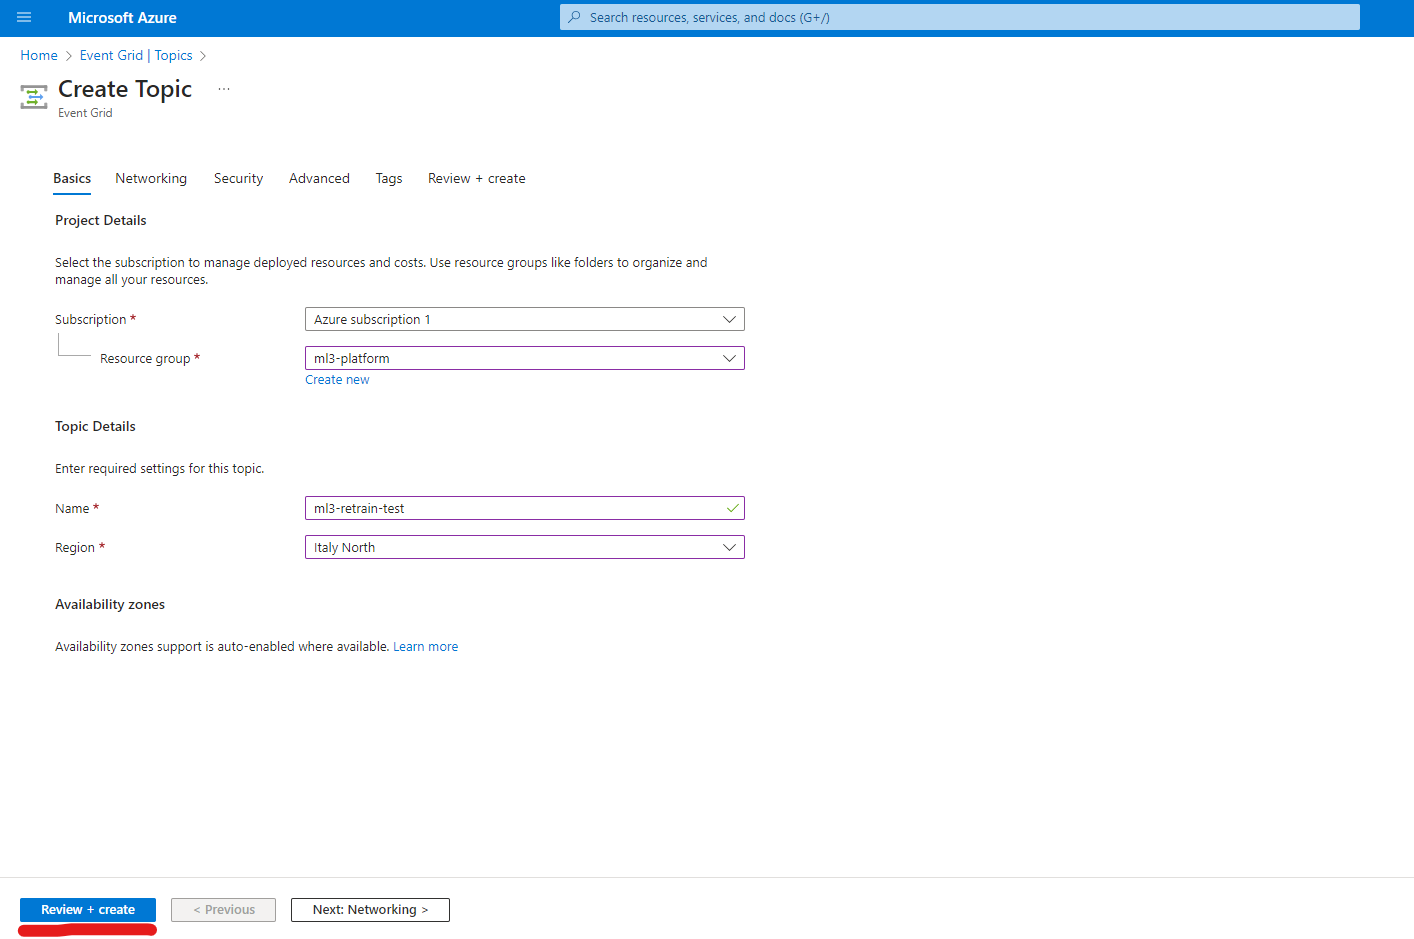 Microsoft Azure
Search resources, services, and docs (G+/)
Home > Event Grid | Topics >
Create Topic ...
Event Grid
Basics Networking Security Advanced Tags Review + create
Project Details
Select the subscription to manage deployed resources and costs. Use resource groups like folders to organize and
manage all your resources.
Subscription * Azure subscription 1
Resource group * ml3-platform
Create new
Topic Details
Enter required settings for this topic.
Name * ml3-retrain-test
Region * Italy North
Availability zones
Availability zones support is auto-enabled where available. Learn more
Review + create < Previous Next: Networking >